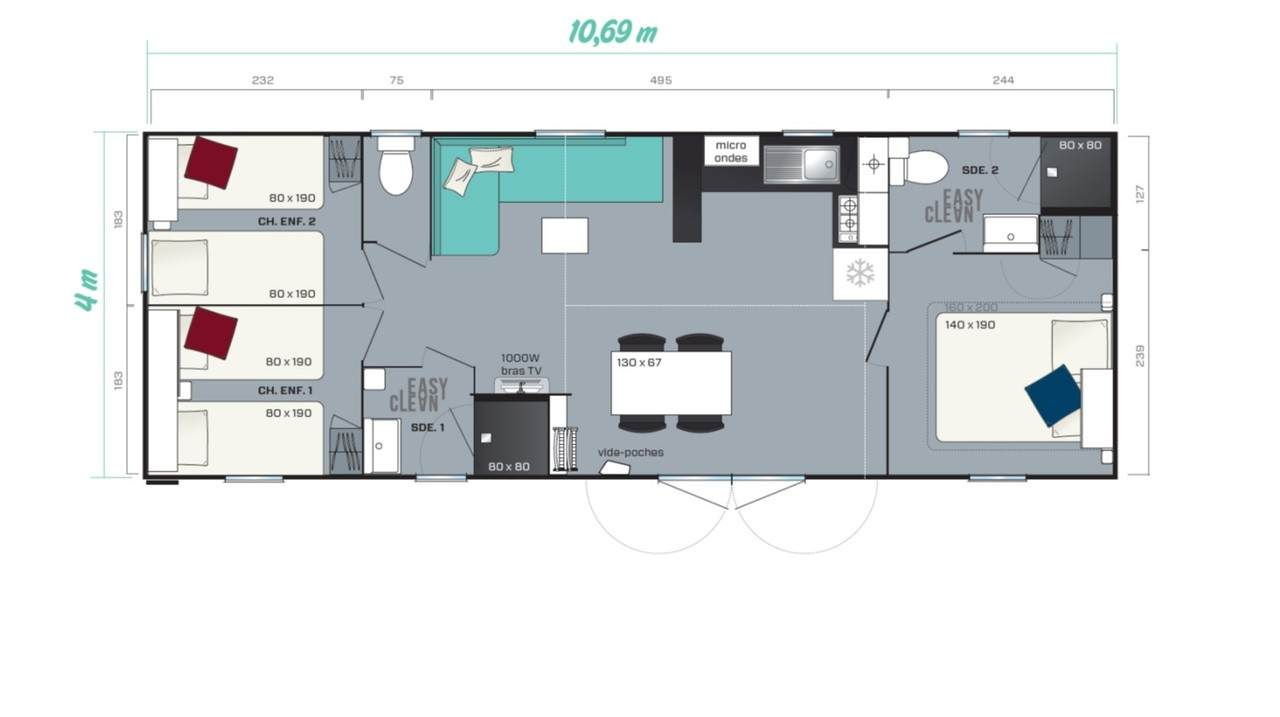 10,69 m
232
75
495
244
4 m
183
183
127
239
80 x 190
CH. ENF. 2
80 x 190
80 x 190
CH. ENF. 1
80 x 190
micro
ondes
SDE. 2
80 x 80
EASY
cLEAN
160 x 200
140 x 190
130 x 67
1000W
bras TV
EASY
cLEAN
SDE. 1
80 x 80
vide-poches